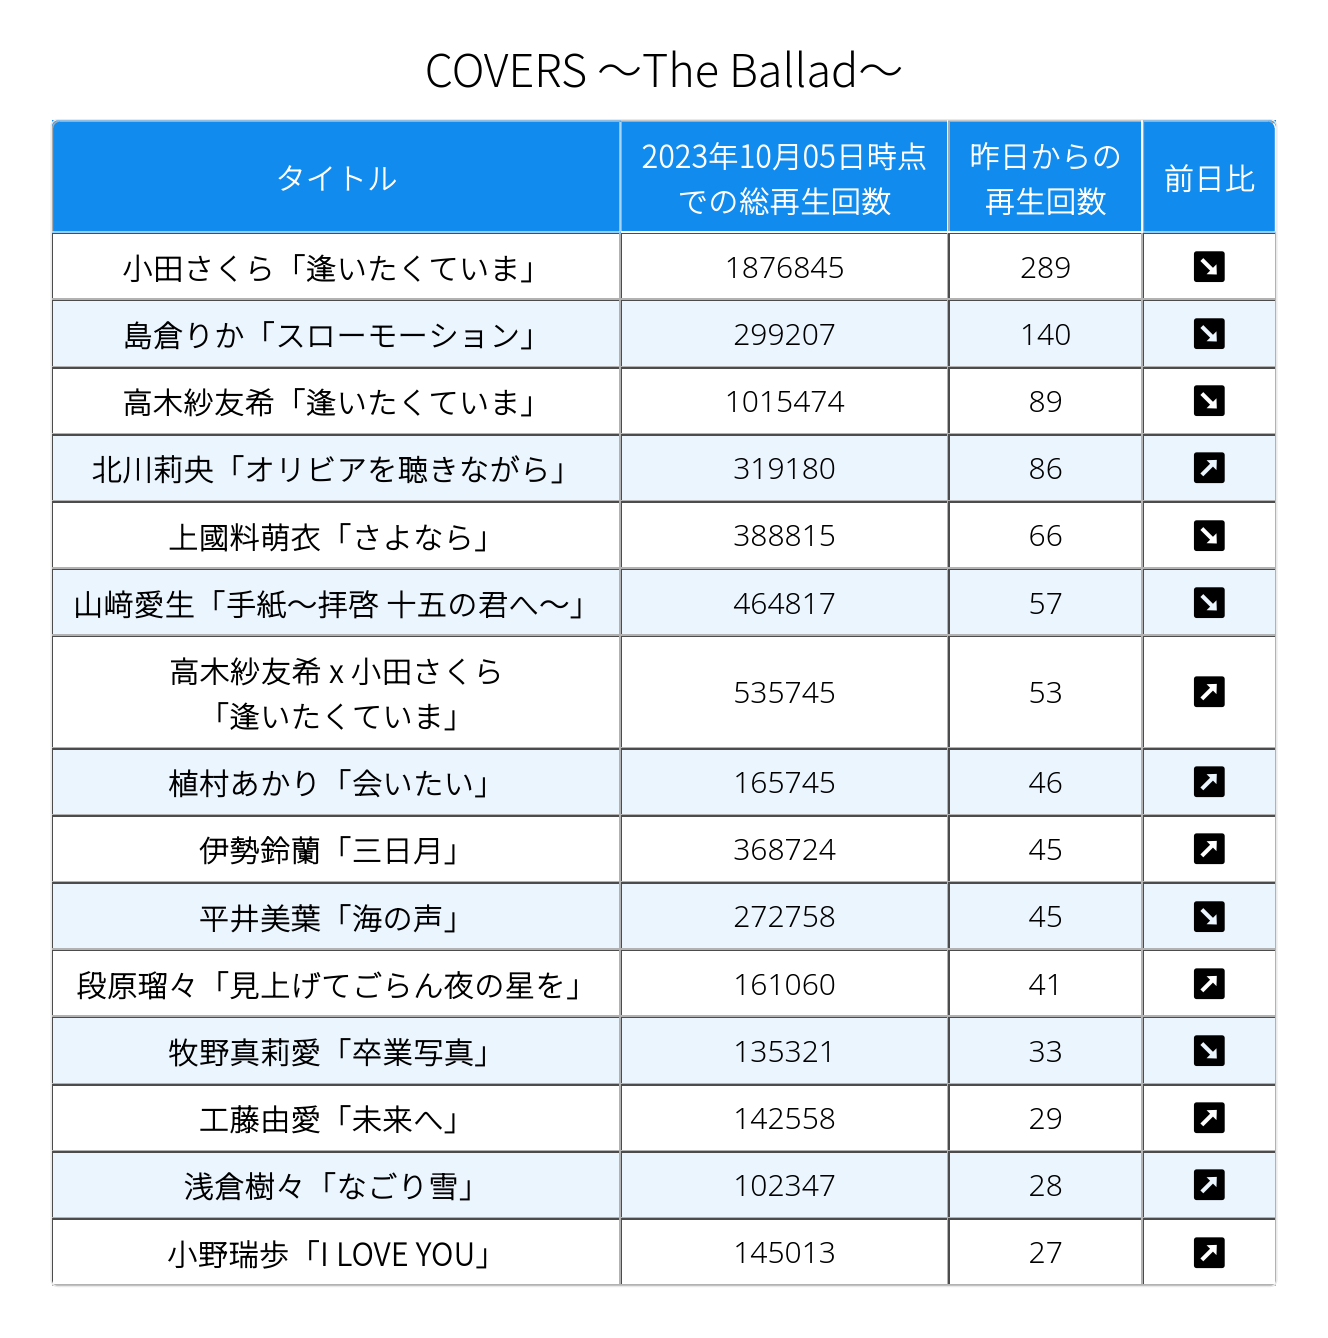 COVERS ～The Ballad～
タイトル
2023年10月05日時点
での総再生回数
昨日からの
再生回数
前日比
小田さくら「逢いたくていま」 1876845 289 ↘
島倉りか「スローモーション」 299207 140 ↘
高木紗友希「逢いたくていま」 1015474 89 ↘
北川莉央「オリビアを聴きながら」 319180 86 ↗
上國料萌衣「さよなら」 388815 66 ↘
山﨑愛生「手紙～拝啓 十五の君へ～」 464817 57 ↘
高木紗友希 x 小田さくら
「逢いたくていま」 535745 53 ↗
植村あかり「会いたい」 165745 46 ↗
伊勢鈴蘭「三日月」 368724 45 ↗
平井美葉「海の声」 272758 45 ↘
段原瑠々「見上げてごらん夜の星を」 161060 41 ↗
牧野真莉愛「卒業写真」 135321 33 ↘
工藤由愛「未来へ」 142558 29 ↗
浅倉樹々「なごり雪」 102347 28 ↗
小野瑞歩「I LOVE YOU」 145013 27 ↗